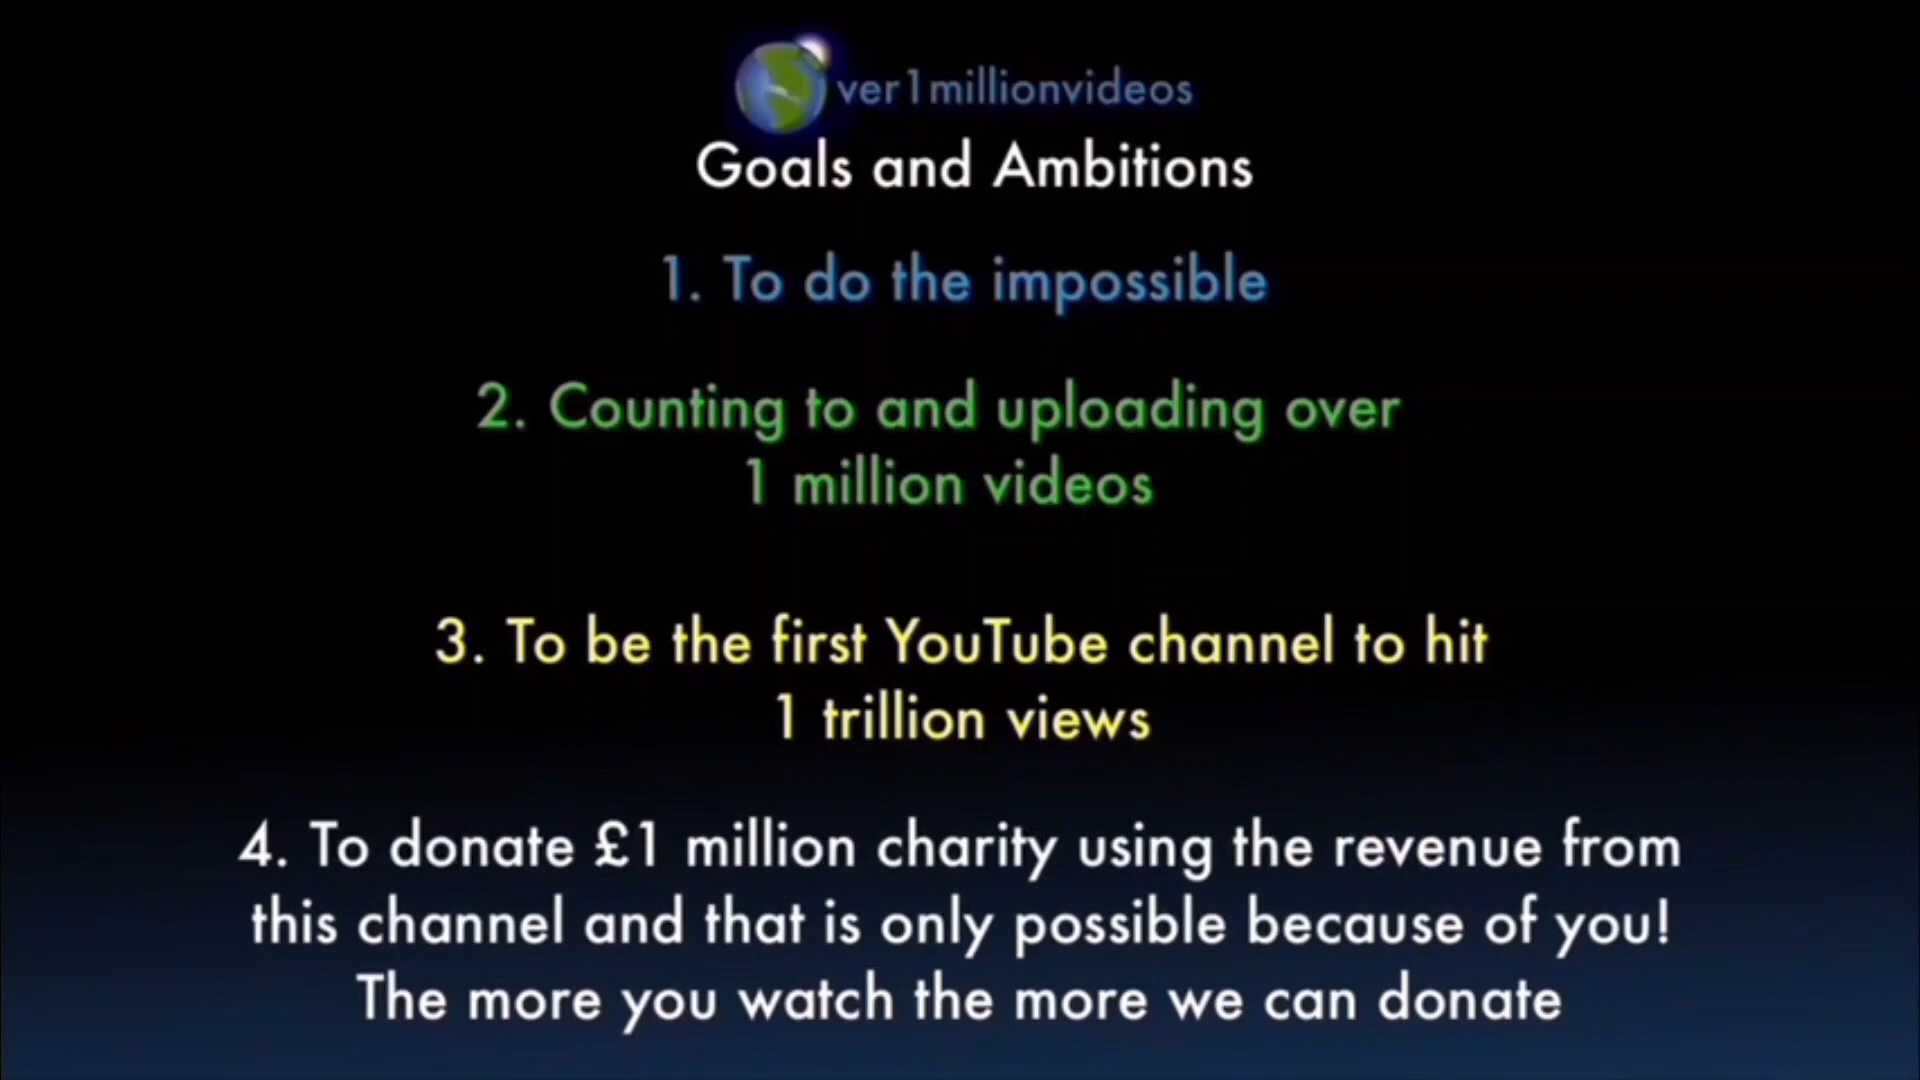 ver1millionvideos
Goals and Ambitions
1. To do the impossible
2. Counting to and uploading over
1 million videos
3. To be the first YouTube channel to hit
1 trillion views
4. To donate £1 million charity using the revenue from
this channel and that is only possible because of you!
The more you watch the more we can donate